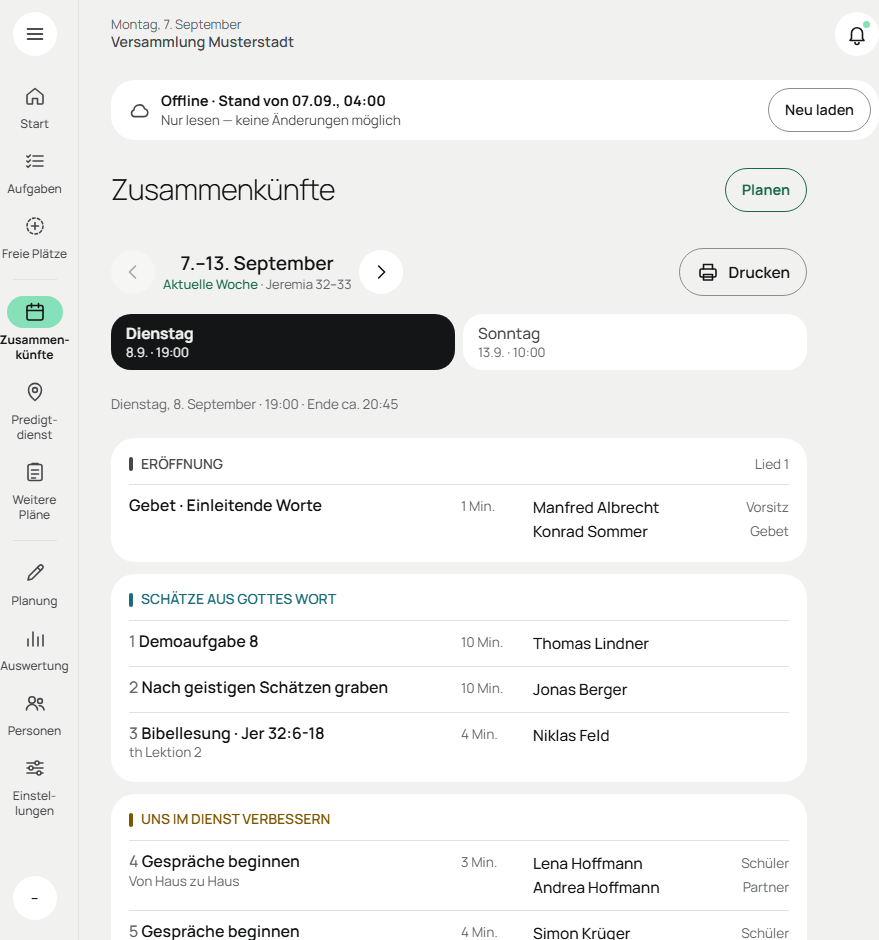 Montag, 7. September
Versammlung Musterstadt
Start
Aufgaben
Freie Plätze
Zusammen-
künfte
Predigt-
dienst
Weitere
Pläne
Planung
Auswertung
Personen
Einstel-
lungen
–
Offline · Stand von 07.09., 04:00
Nur lesen — keine Änderungen möglich
Neu laden
Zusammenkünfte
Planen
7.–13. September
Aktuelle Woche · Jeremia 32–33
Drucken
Dienstag
8.9. · 19:00
Sonntag
13.9. · 10:00
Dienstag, 8. September · 19:00 · Ende ca. 20:45
ERÖFFNUNG Lied 1
Gebet · Einleitende Worte 1 Min. Manfred Albrecht Vorsitz
Konrad Sommer Gebet
SCHÄTZE AUS GOTTES WORT
1 Demoaufgabe 8 10 Min. Thomas Lindner
2 Nach geistigen Schätzen graben 10 Min. Jonas Berger
3 Bibellesung · Jer 32:6-18 4 Min. Niklas Feld
th Lektion 2
UNS IM DIENST VERBESSERN
4 Gespräche beginnen 3 Min. Lena Hoffmann Schüler
Von Haus zu Haus Andrea Hoffmann Partner
5 Gespräche beginnen 4 Min. Simon Krüger Schüler